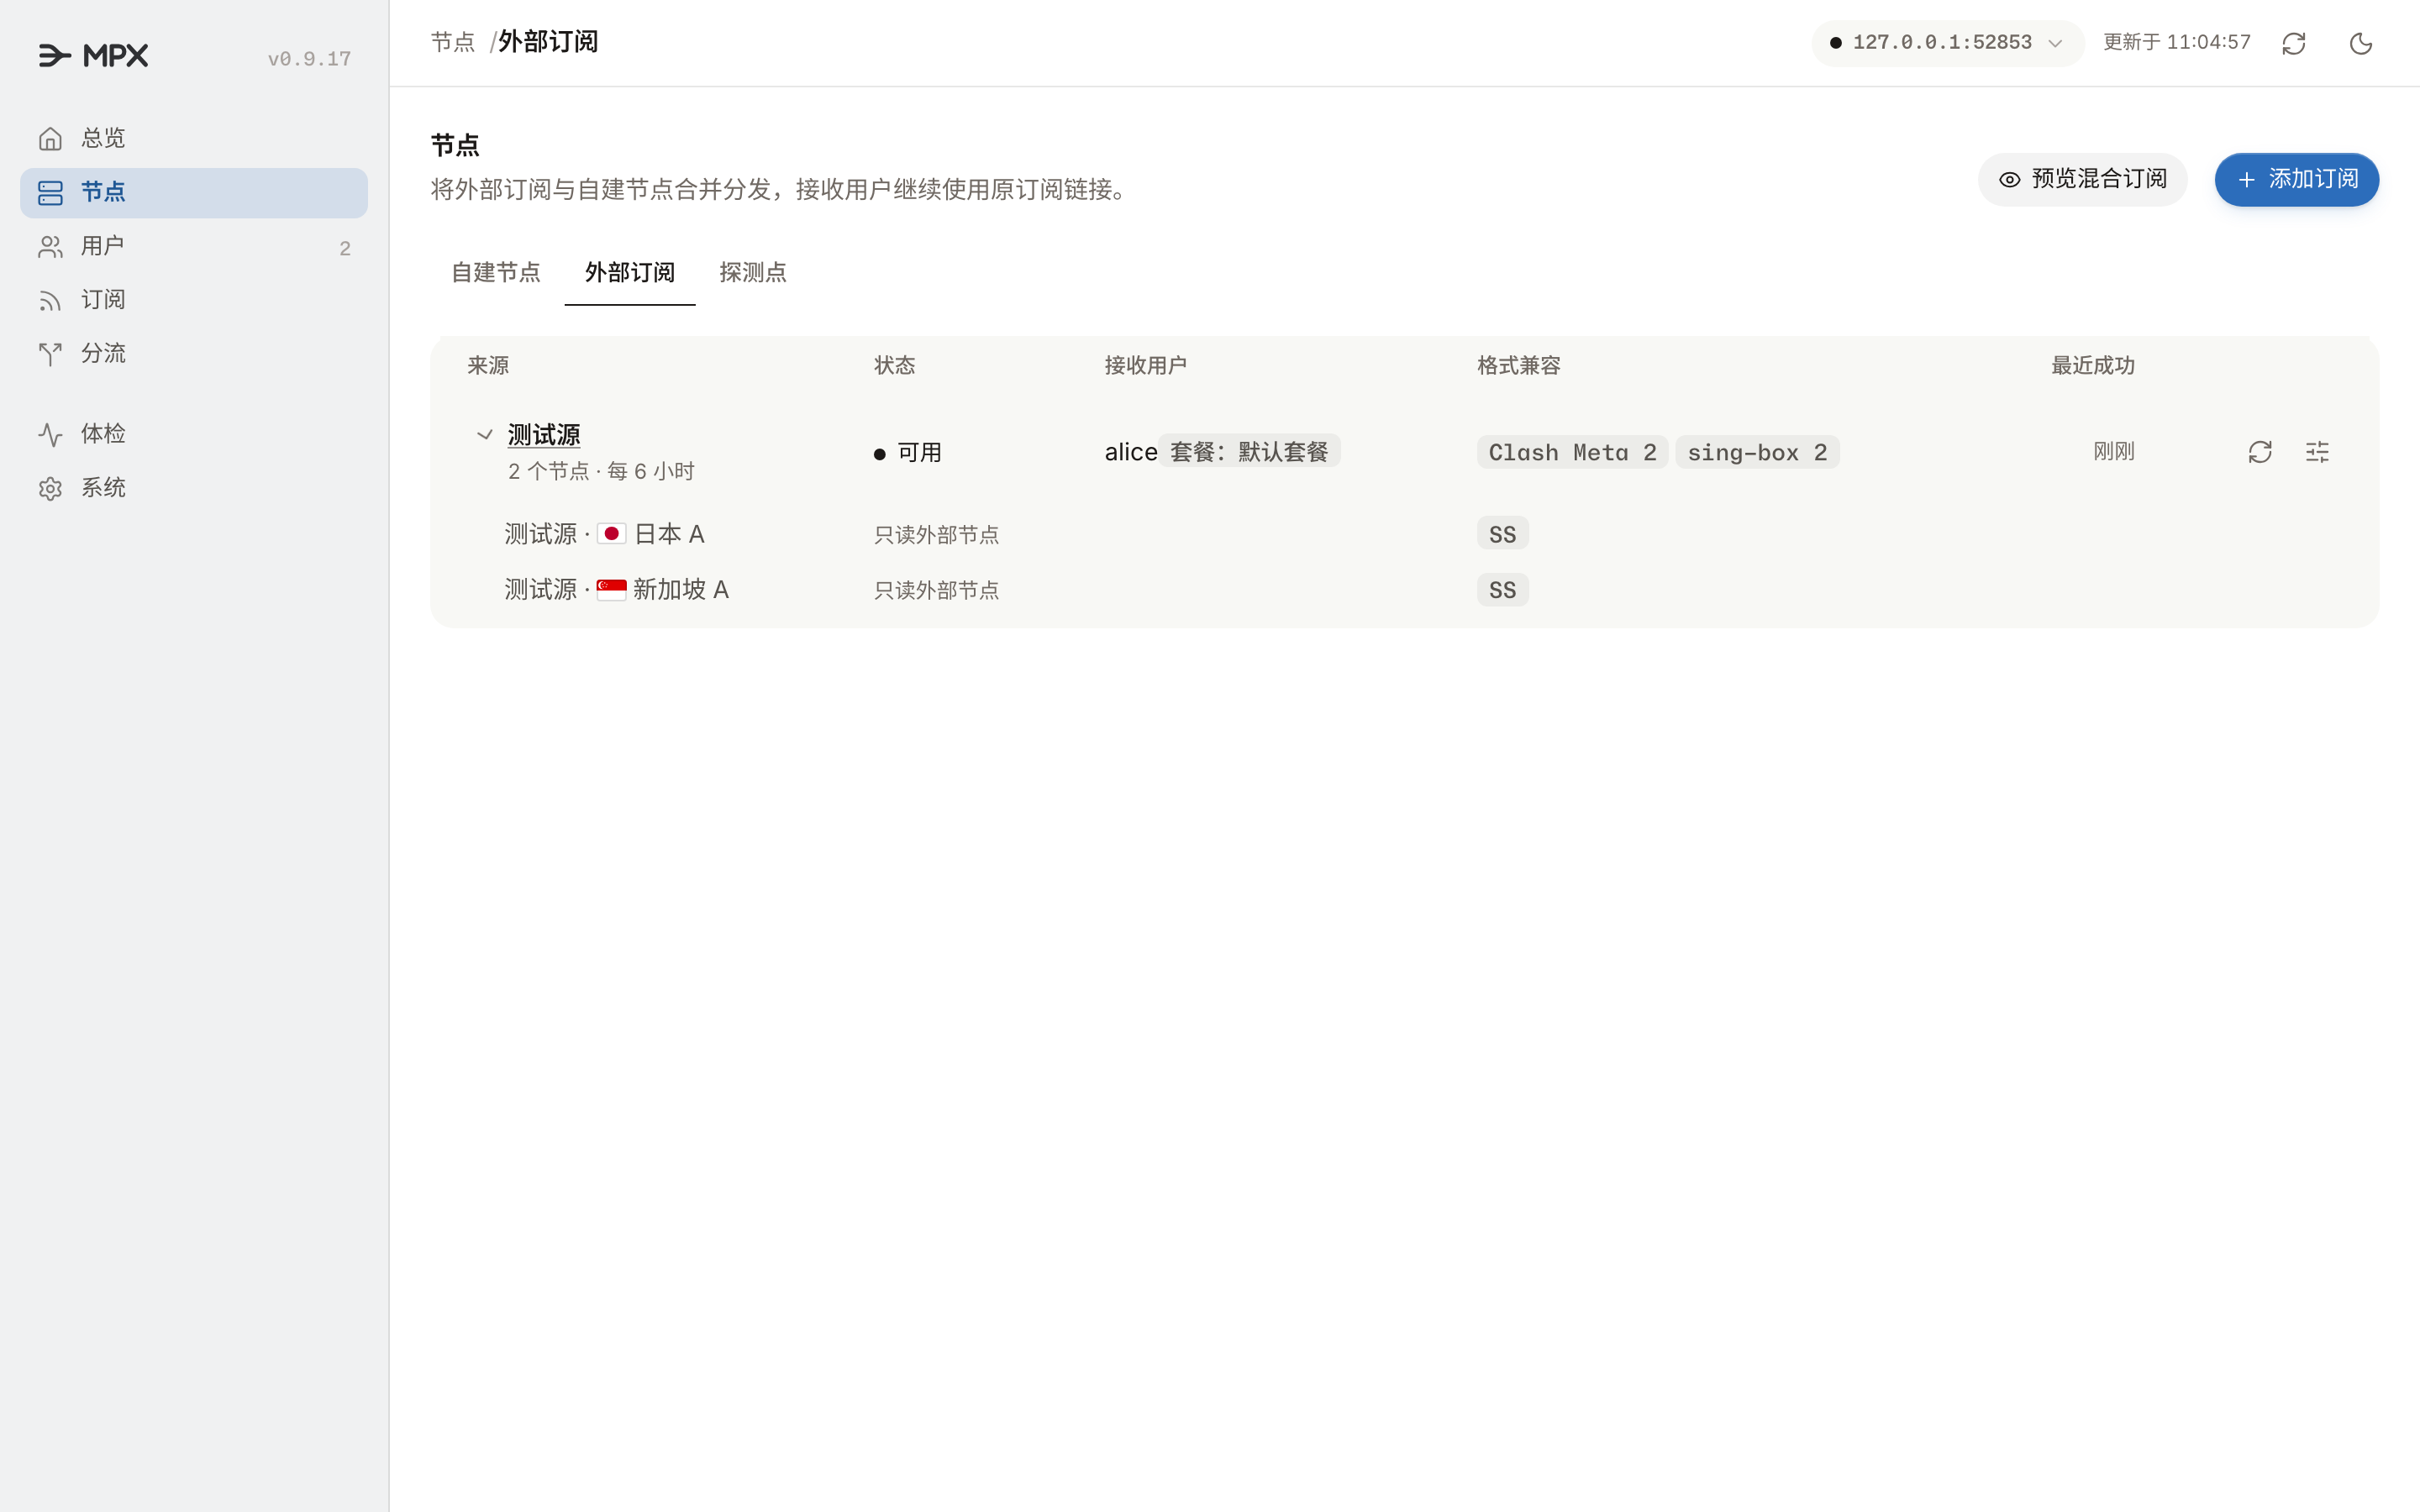 MPX v0.9.17
总览
节点
用户 2
订阅
分流
体检
系统
节点 /外部订阅
127.0.0.1:52853 更新于 11:04:57
节点
将外部订阅与自建节点合并分发，接收用户继续使用原订阅链接。
预览混合订阅 添加订阅
自建节点 外部订阅 探测点
来源 状态 接收用户 格式兼容 最近成功
测试源 可用 alice 套餐：默认套餐 Clash Meta 2 sing-box 2 刚刚
2 个节点 · 每 6 小时
测试源 · 🇯🇵 日本 A 只读外部节点 SS
测试源 · 🇸🇬 新加坡 A 只读外部节点 SS